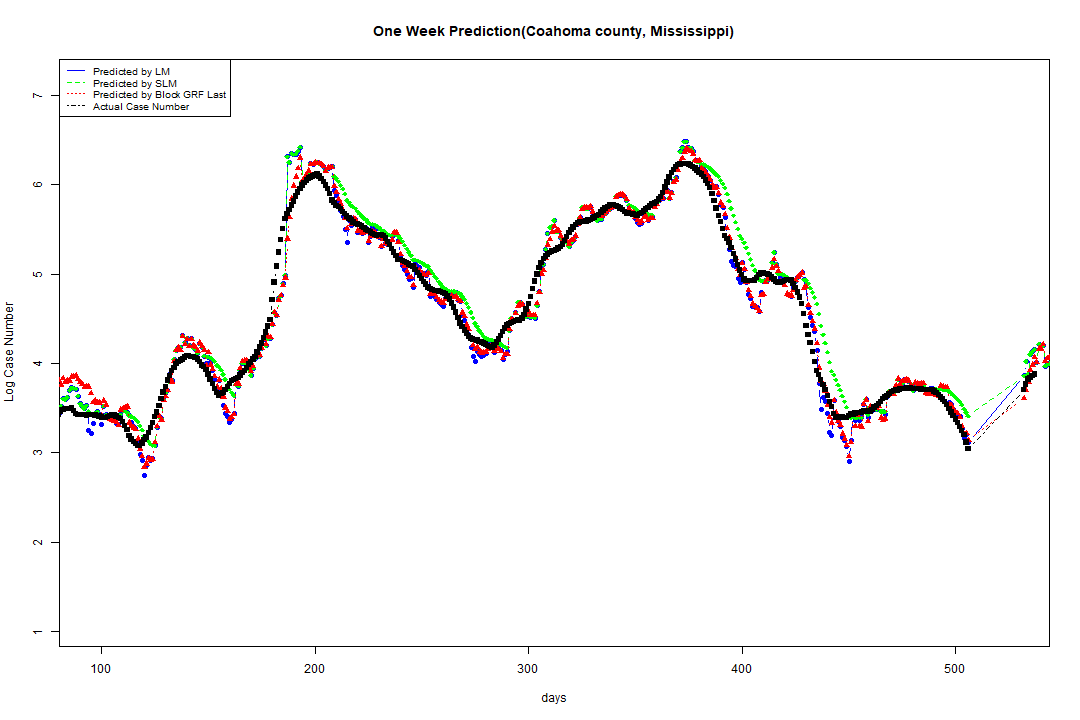 One Week Prediction(Coahoma county, Mississippi)
Predicted by LM
Predicted by SLM
Predicted by Block GRF Last
Actual Case Number
Log Case Number
7
6
5
4
3
2
1
100 200 300 400 500
days